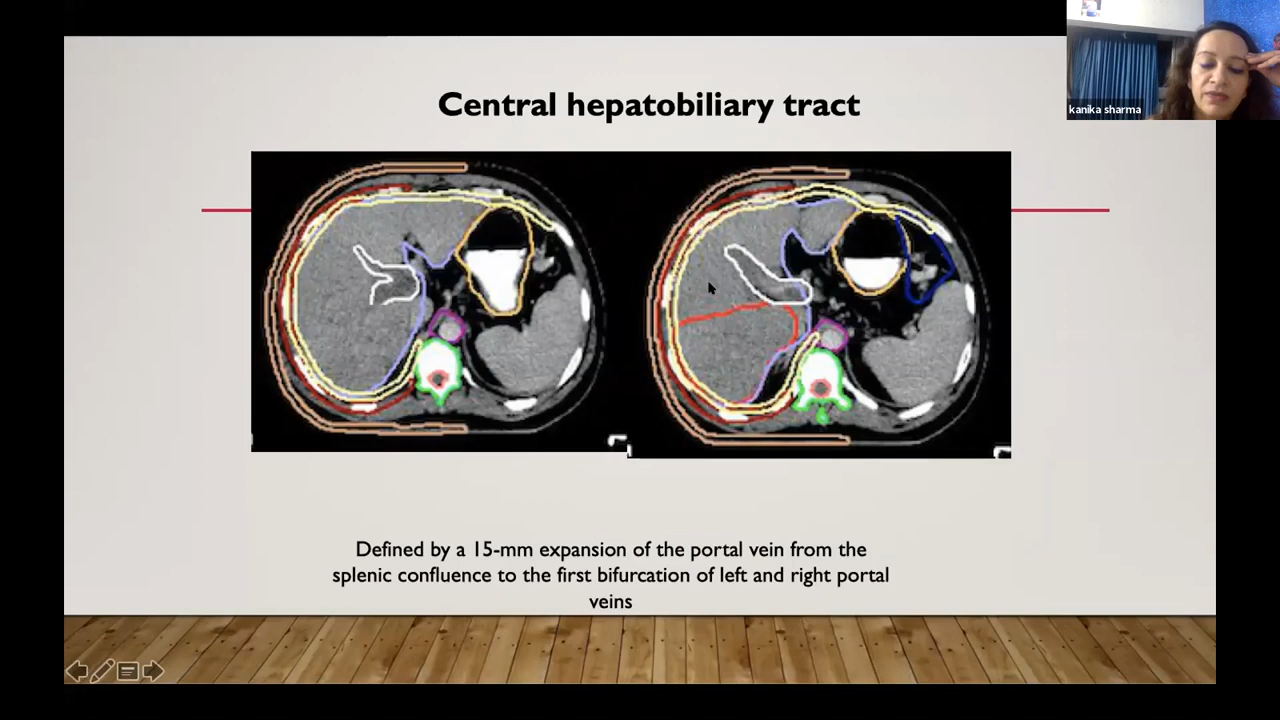 kanika sharma
Central hepatobiliary tract
Defined by a 15-mm expansion of the portal vein from the
splenic confluence to the first bifurcation of left and right portal
veins